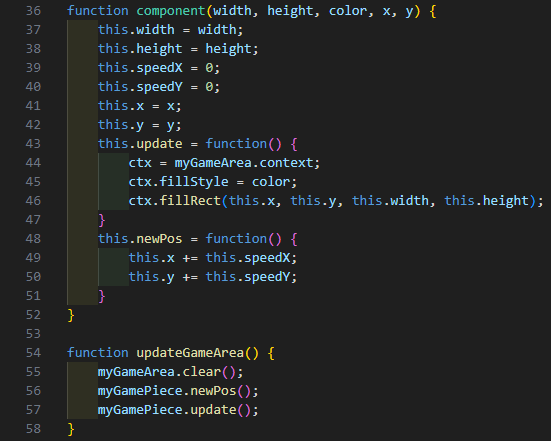 36 function component(width, height, color, x, y) {
37     this.width = width;
38     this.height = height;
39     this.speedX = 0;
40     this.speedY = 0;
41     this.x = x;
42     this.y = y;
43     this.update = function() {
44         ctx = myGameArea.context;
45         ctx.fillStyle = color;
46         ctx.fillRect(this.x, this.y, this.width, this.height);
47     }
48     this.newPos = function() {
49         this.x += this.speedX;
50         this.y += this.speedY;
51     }
52 }
53
54 function updateGameArea() {
55     myGameArea.clear();
56     myGamePiece.newPos();
57     myGamePiece.update();
58 }